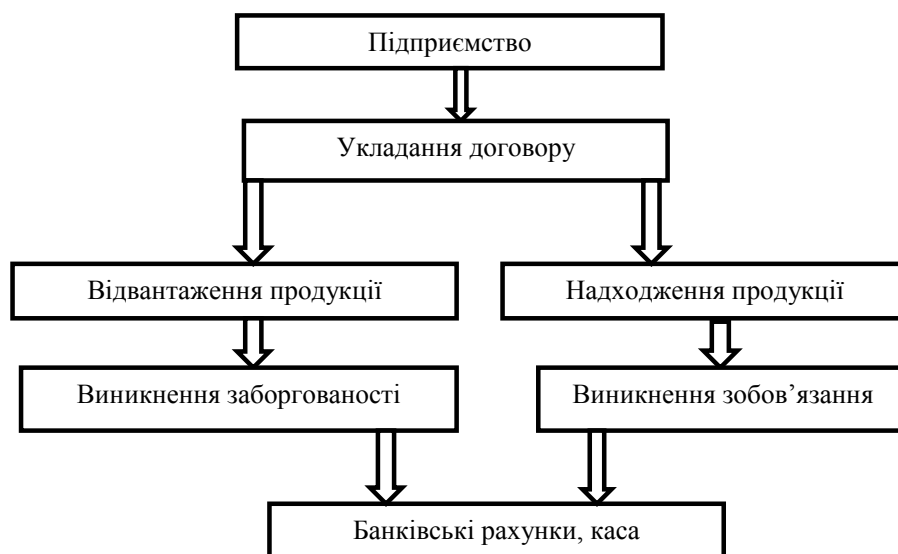 Підприємство
Укладання договору
Відвантаження продукції
Надходження продукції
Виникнення заборгованості
Виникнення зобов’язання
Банківські рахунки, каса